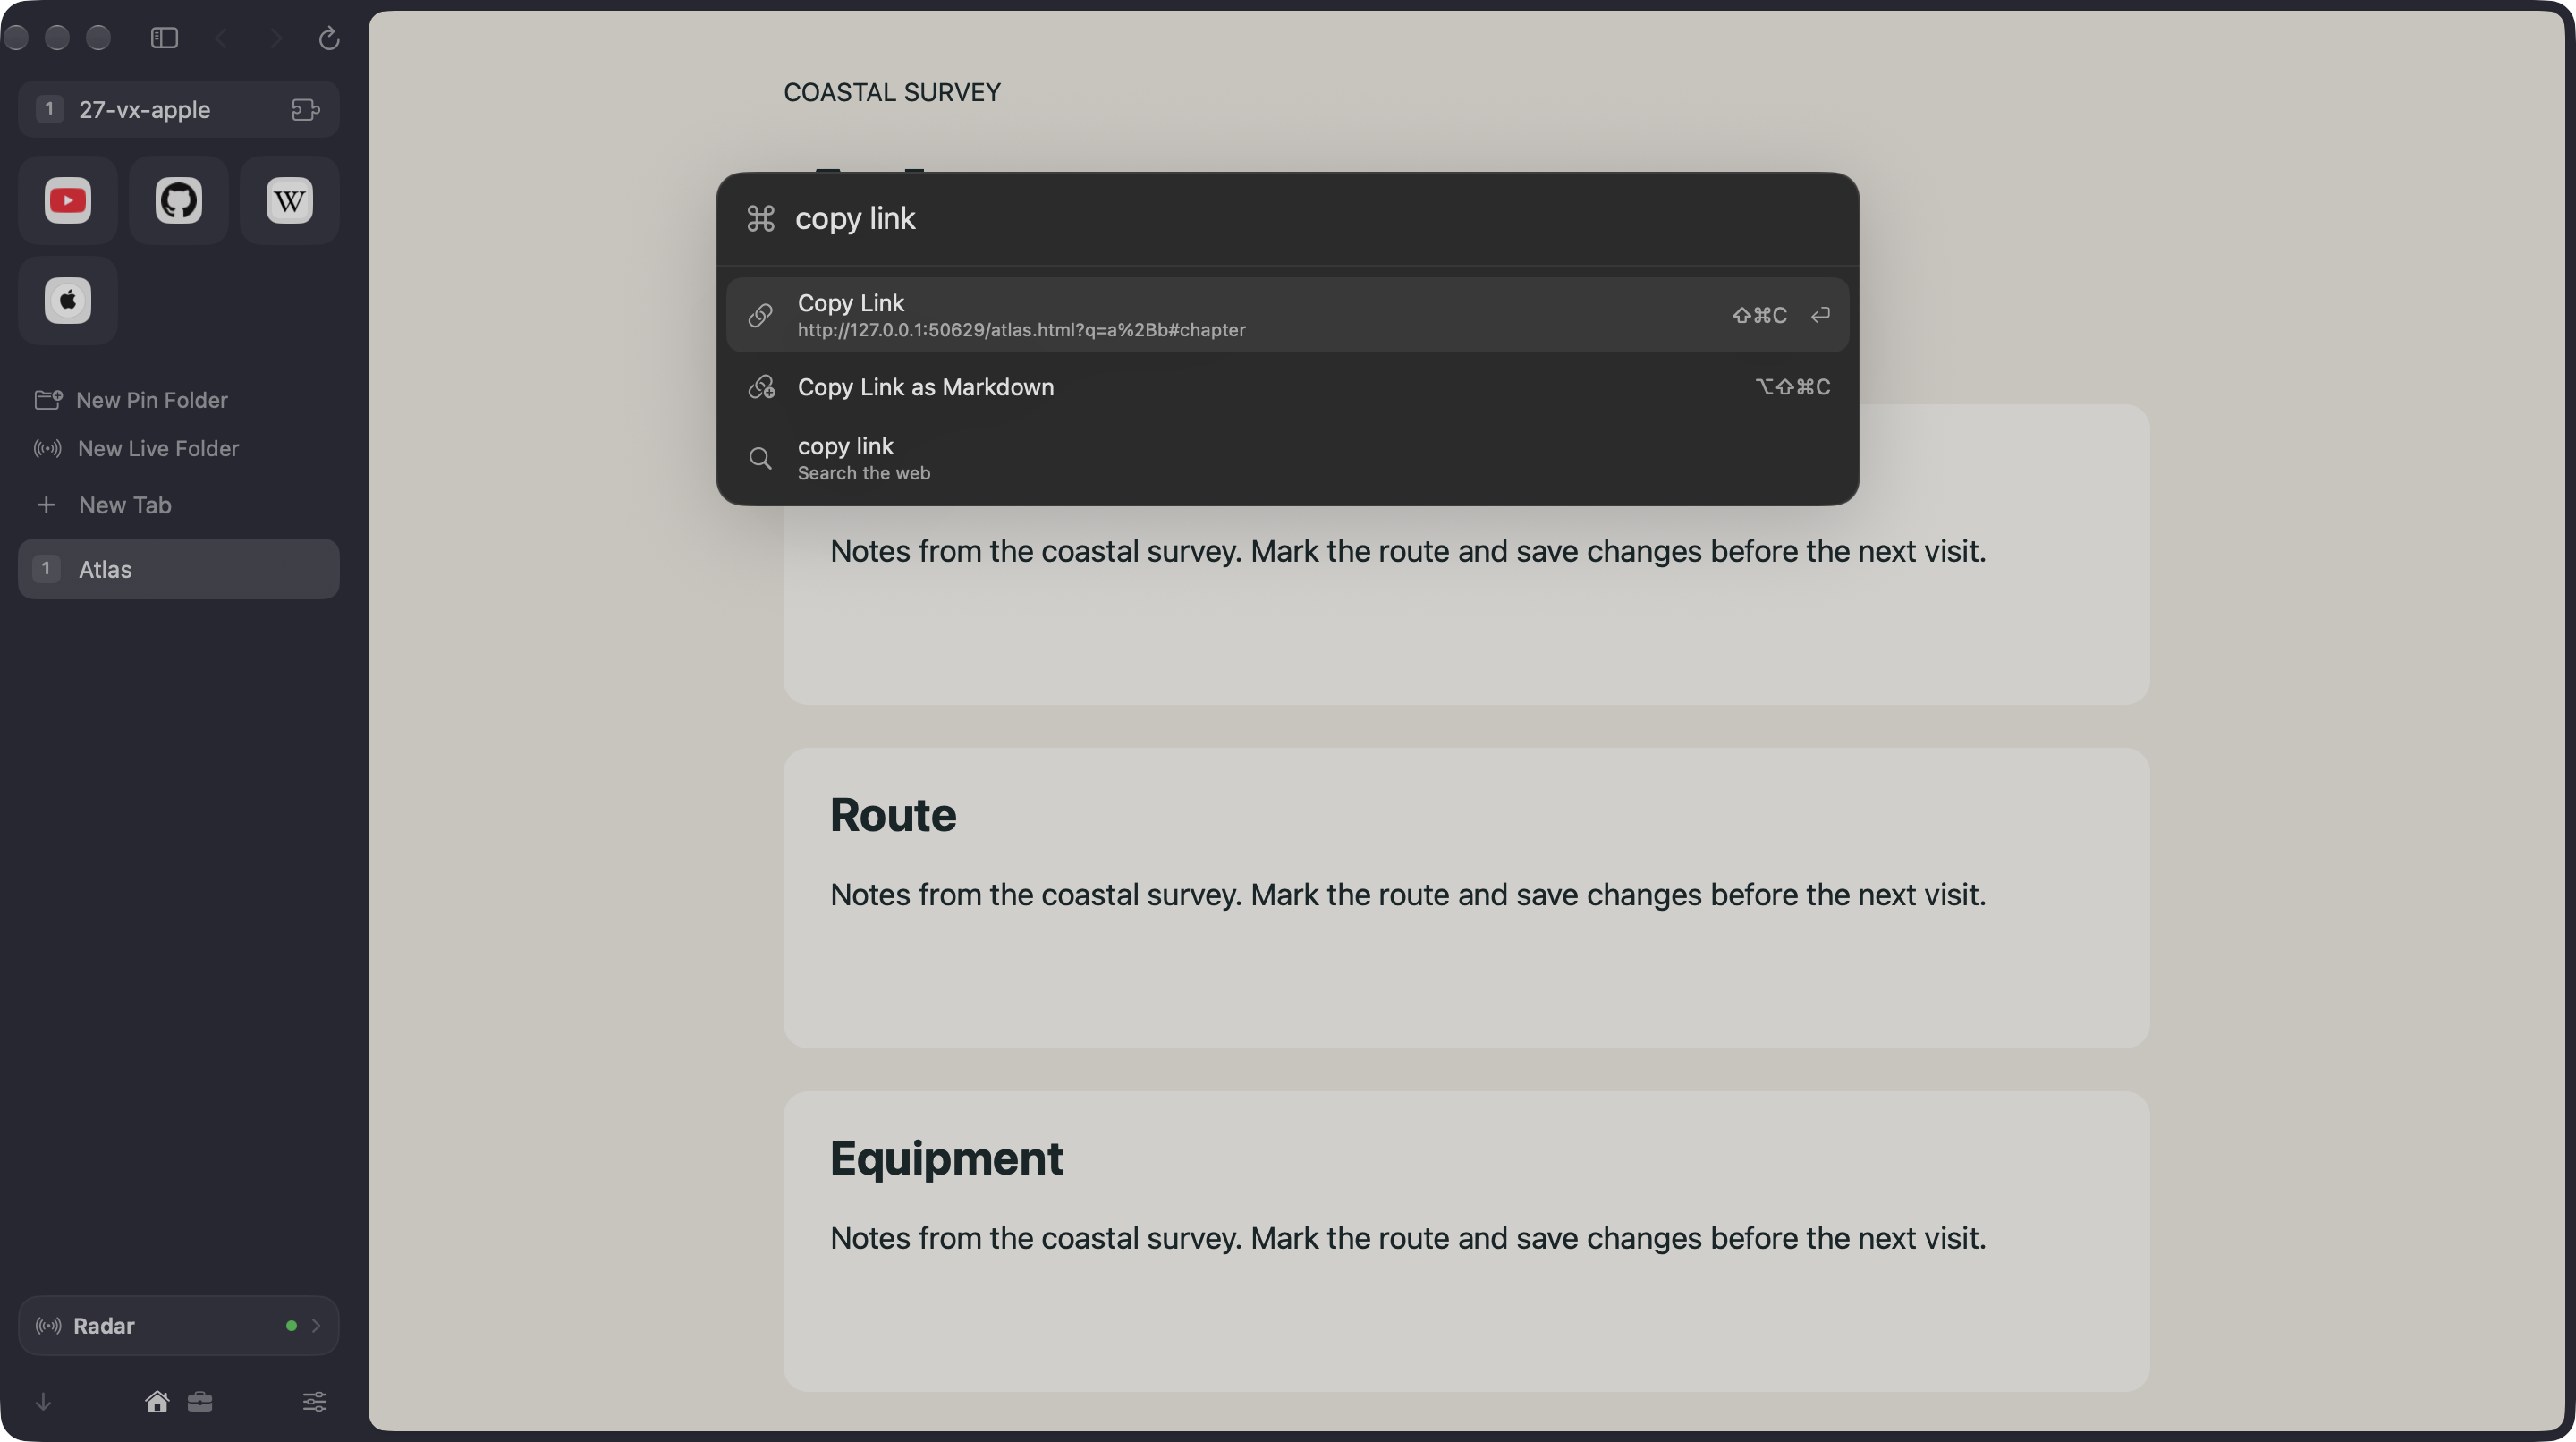 1 27-vx-apple
W
New Pin Folder
New Live Folder
New Tab
1 Atlas
Radar
COASTAL SURVEY
⌘ copy link
Copy Link
http://127.0.0.1:50629/atlas.html?q=a%2Bb#chapter
⇧⌘C
Copy Link as Markdown
⌥⇧⌘C
copy link
Search the web
Notes from the coastal survey. Mark the route and save changes before the next visit.
Route
Notes from the coastal survey. Mark the route and save changes before the next visit.
Equipment
Notes from the coastal survey. Mark the route and save changes before the next visit.